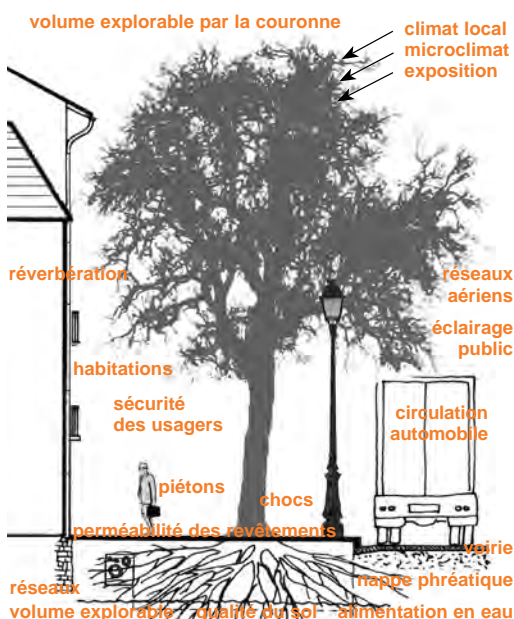 volume explorable par la couronne
climat local
microclimat
exposition
réverbération
réseaux
aériens
éclairage
public
habitations
sécurité
des usagers
circulation
automobile
piétons
chocs
perméabilité des revêtements
voirie
nappe phréatique
réseaux
volume explorable qualité du sol alimentation en eau